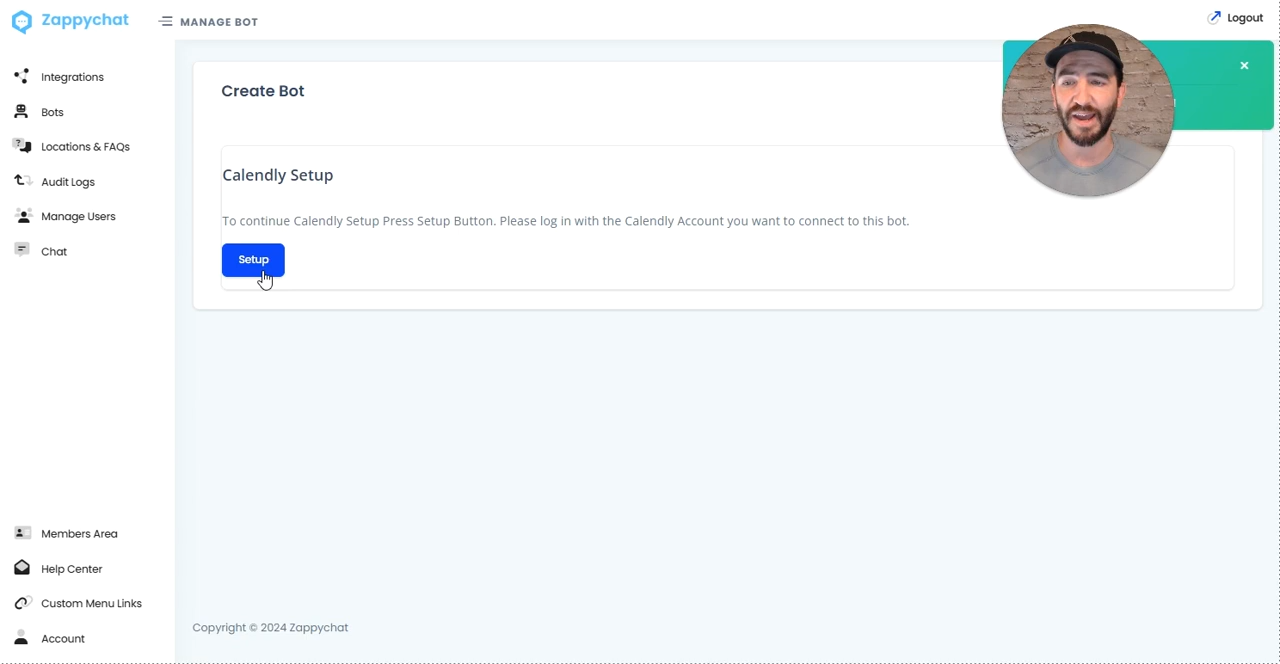 Zappychat
MANAGE BOT
Logout
Integrations
Bots
Locations & FAQs
Audit Logs
Manage Users
Chat
Create Bot
Calendly Setup
To continue Calendly Setup Press Setup Button. Please log in with the Calendly Account you want to connect to this bot.
Setup
Members Area
Help Center
Custom Menu Links
Account
Copyright © 2024 Zappychat